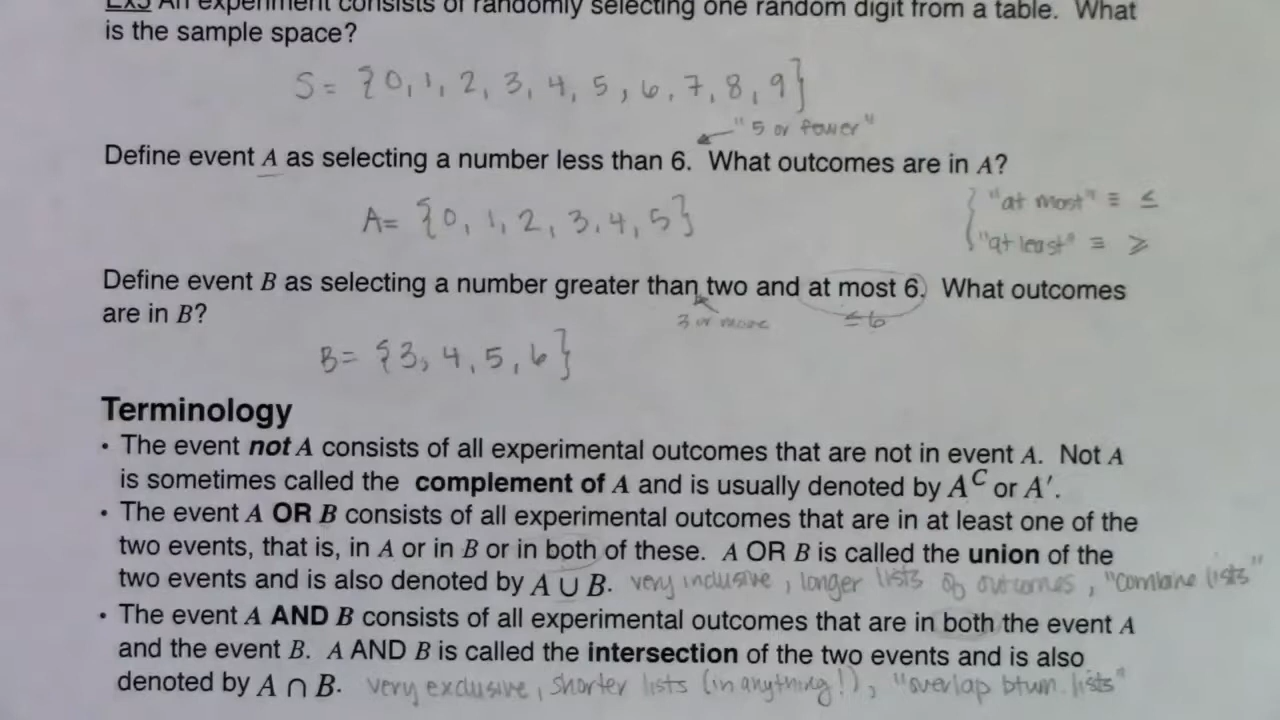 Ex3 An experiment consists of randomly selecting one random digit from a table. What
is the sample space?
S = {0, 1, 2, 3, 4, 5, 6, 7, 8, 9}
"5 or fewer"
Define event A as selecting a number less than 6. What outcomes are in A?
A = {0, 1, 2, 3, 4, 5}
"at most" ≡ ≤
"at least" ≡ ≥
Define event B as selecting a number greater than two and at most 6. What outcomes
are in B?
3 or more
≤ 6
B = {3, 4, 5, 6}
Terminology
• The event not A consists of all experimental outcomes that are not in event A. Not A
is sometimes called the complement of A and is usually denoted by A^C or A'.
• The event A OR B consists of all experimental outcomes that are in at least one of the
two events, that is, in A or in B or in both of these. A OR B is called the union of the
two events and is also denoted by A ∪ B. very inclusive, longer lists of outcomes, "combine lists"
• The event A AND B consists of all experimental outcomes that are in both the event A
and the event B. A AND B is called the intersection of the two events and is also
denoted by A ∩ B. very exclusive, shorter lists (in anything!), "overlap btwn. lists"